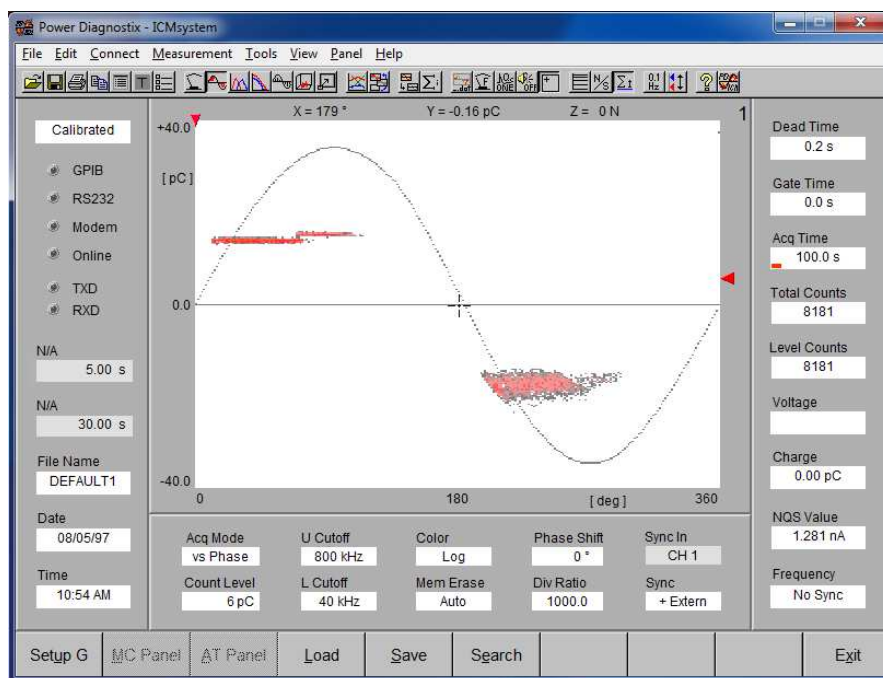 Power Diagnostix - ICMsystem
File Edit Connect Measurement Tools View Panel Help
X = 179 ° Y = -0.16 pC Z = 0 N 1
Calibrated
GPIB
RS232
Modem
Online
TXD
RXD
N/A
5.00 s
N/A
30.00 s
File Name
DEFAULT1
Date
08/05/97
Time
10:54 AM
+40.0
[ pC ]
0.0
-40.0
0 180 [ deg ] 360
Acq Mode
vs Phase
U Cutoff
800 kHz
Color
Log
Phase Shift
0 °
Sync In
CH 1
Count Level
6 pC
L Cutoff
40 kHz
Mem Erase
Auto
Div Ratio
1000.0
Sync
+ Extern
Dead Time
0.2 s
Gate Time
0.0 s
Acq Time
100.0 s
Total Counts
8181
Level Counts
8181
Voltage
Charge
0.00 pC
NQS Value
1.281 nA
Frequency
No Sync
Setup G MC Panel AT Panel Load Save Search Exit